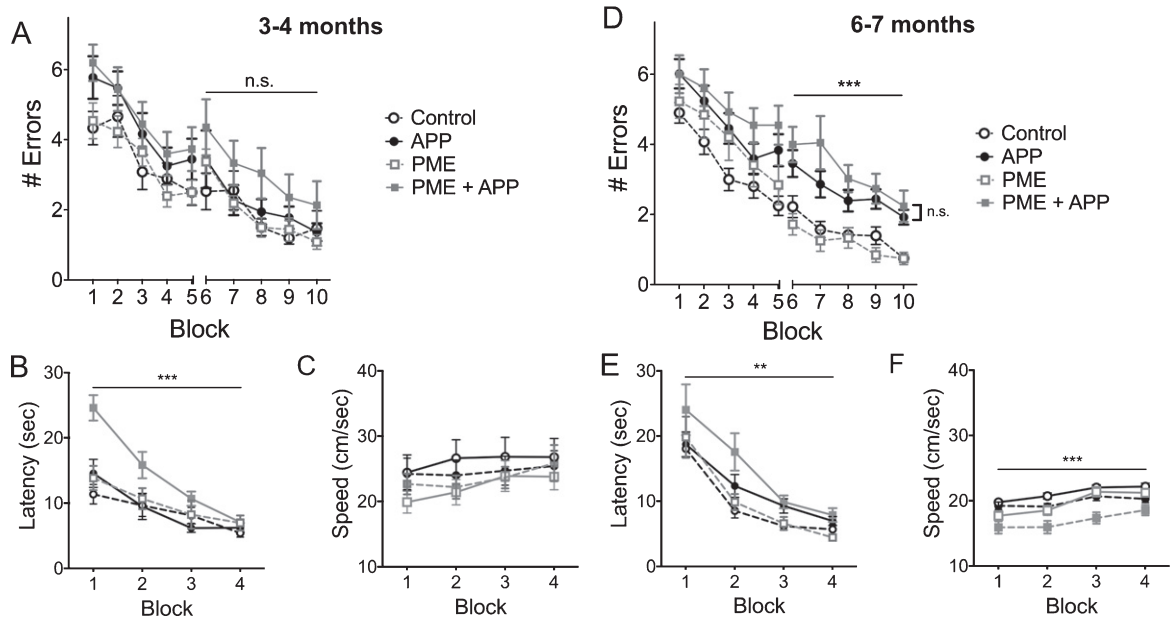 A
3-4 months
# Errors
6
4
2
0
n.s.
1 2 3 4 5 6 7 8 9 10
Block
Control
APP
PME
PME + APP
D
6-7 months
# Errors
6
4
2
0
***
n.s.
1 2 3 4 5 6 7 8 9 10
Block
Control
APP
PME
PME + APP
B
Latency (sec)
30
20
10
0
***
1 2 3 4
Block
C
Speed (cm/sec)
40
30
20
10
1 2 3 4
Block
E
Latency (sec)
30
20
10
0
**
1 2 3 4
Block
F
Speed (cm/sec)
40
30
20
10
***
1 2 3 4
Block